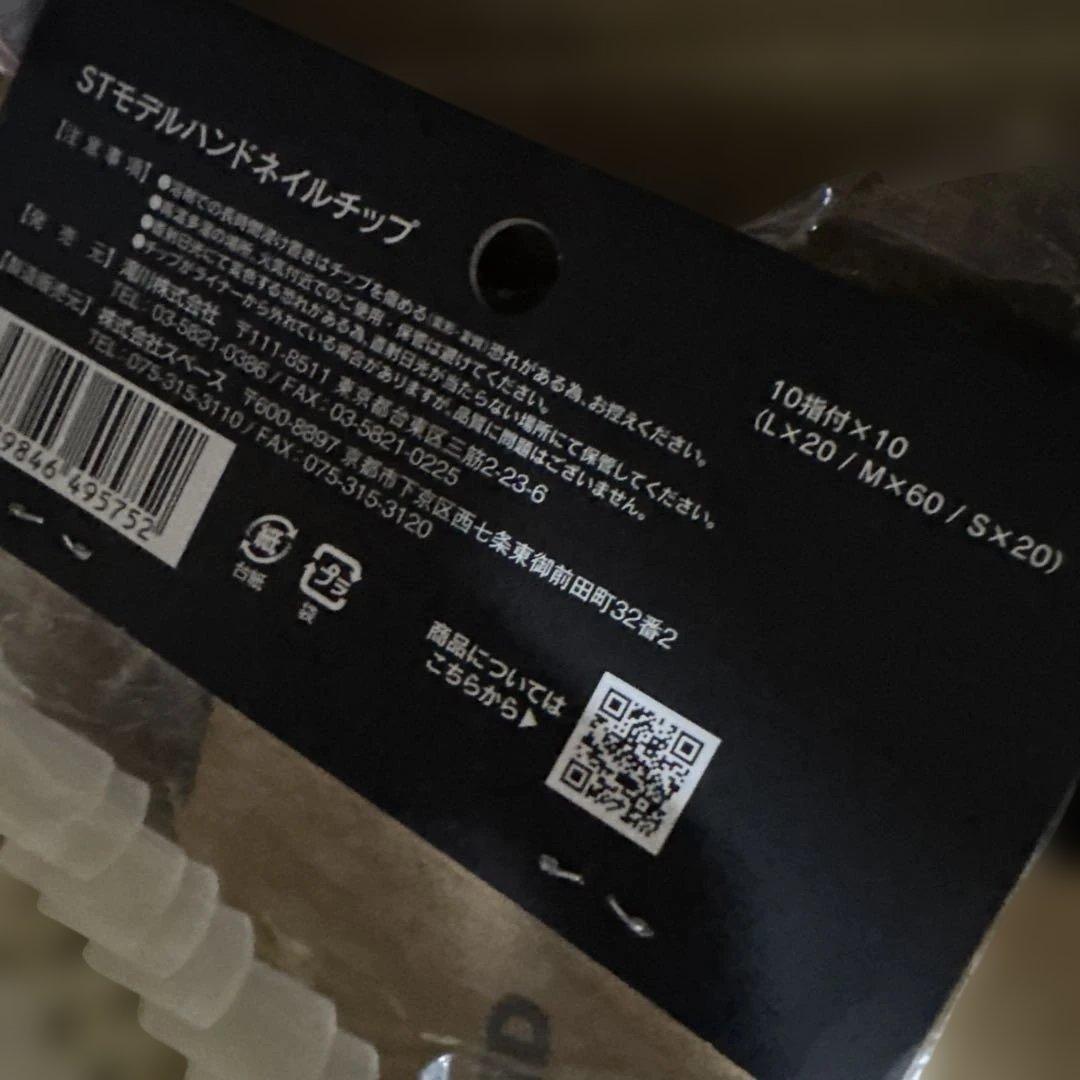 STモデルハンドネイルチップ
【注意事項】
●溶剤での長時間漬け置きはチップを傷める(変形・変質)恐れがある為、お控えください。
●高温多湿の場所、火気付近でのご使用・保管は避けてください。
●直射日光にて変色する恐れがある為、直射日光が当たらない場所にて保管してください。
●チップがライナーから外れている場合がありますが、品質に問題はございません。
【発売元】滝川株式会社 〒111-8511 東京都台東区三筋2-23-6
TEL: 03-5821-0386 / FAX: 03-5821-0225
【製造販売元】株式会社スペース 〒600-8897 京都市下京区西七条東御前田町32番2
TEL: 075-315-3110 / FAX: 075-315-3120
10指付×10
(L×20 / M×60 / S×20)
9846 495752
紙
台紙
プラ
袋
商品については
こちらから▶
D